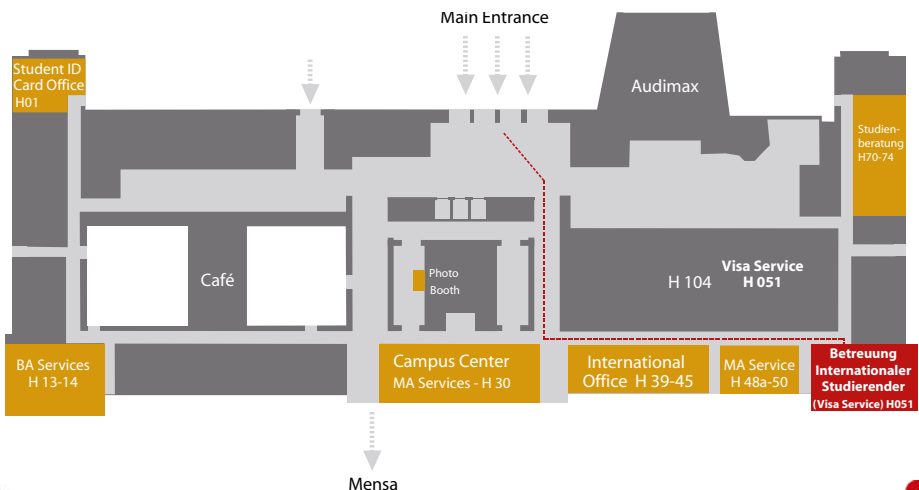 Main Entrance
Student ID
Card Office
H01
Audimax
Studien-
beratung
H70-74
Café
Photo
Booth
H 104
Visa Service
H 051
BA Services
H 13-14
Campus Center
MA Services - H 30
International
Office H 39-45
MA Service
H 48a-50
Betreuung
Internationaler
Studierender
(Visa Service) H051
Mensa